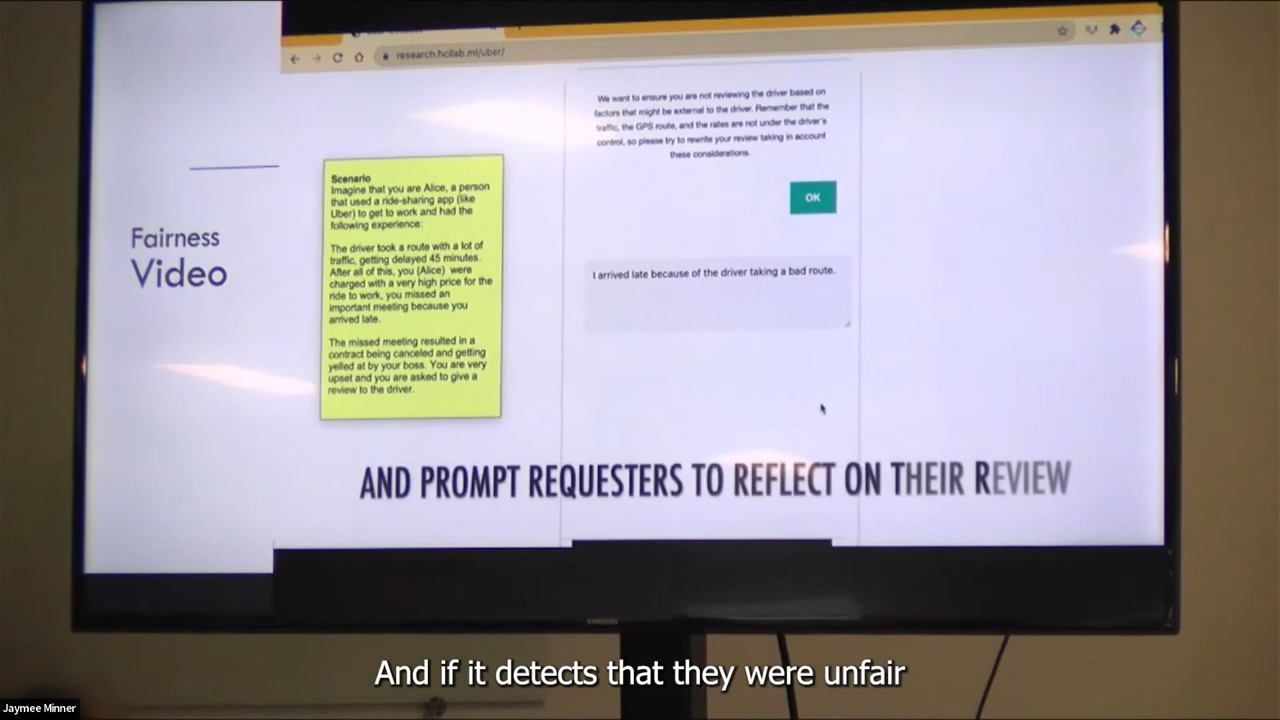 research.hcilab.ml/uber/
We want to ensure you are not reviewing the driver based on
factors that might be external to the driver. Remember that the
traffic, the GPS route, and the rates are not under the driver's
control, so please try to rewrite your review taking in account
these considerations.
OK
Scenario
Imagine that you are Alice, a person
that used a ride-sharing app (like
Uber) to get to work and had the
following experience:
The driver took a route with a lot of
traffic, getting delayed 45 minutes.
After all of this, you (Alice) were
charged with a very high price for the
ride to work, you missed an
important meeting because you
arrived late.
The missed meeting resulted in a
contract being canceled and getting
yelled at by your boss. You are very
upset and you are asked to give a
review to the driver.
Fairness
Video
I arrived late because of the driver taking a bad route.
AND PROMPT REQUESTERS TO REFLECT ON THEIR REVIEW
SAMSUNG
And if it detects that they were unfair
Jaymee Minner